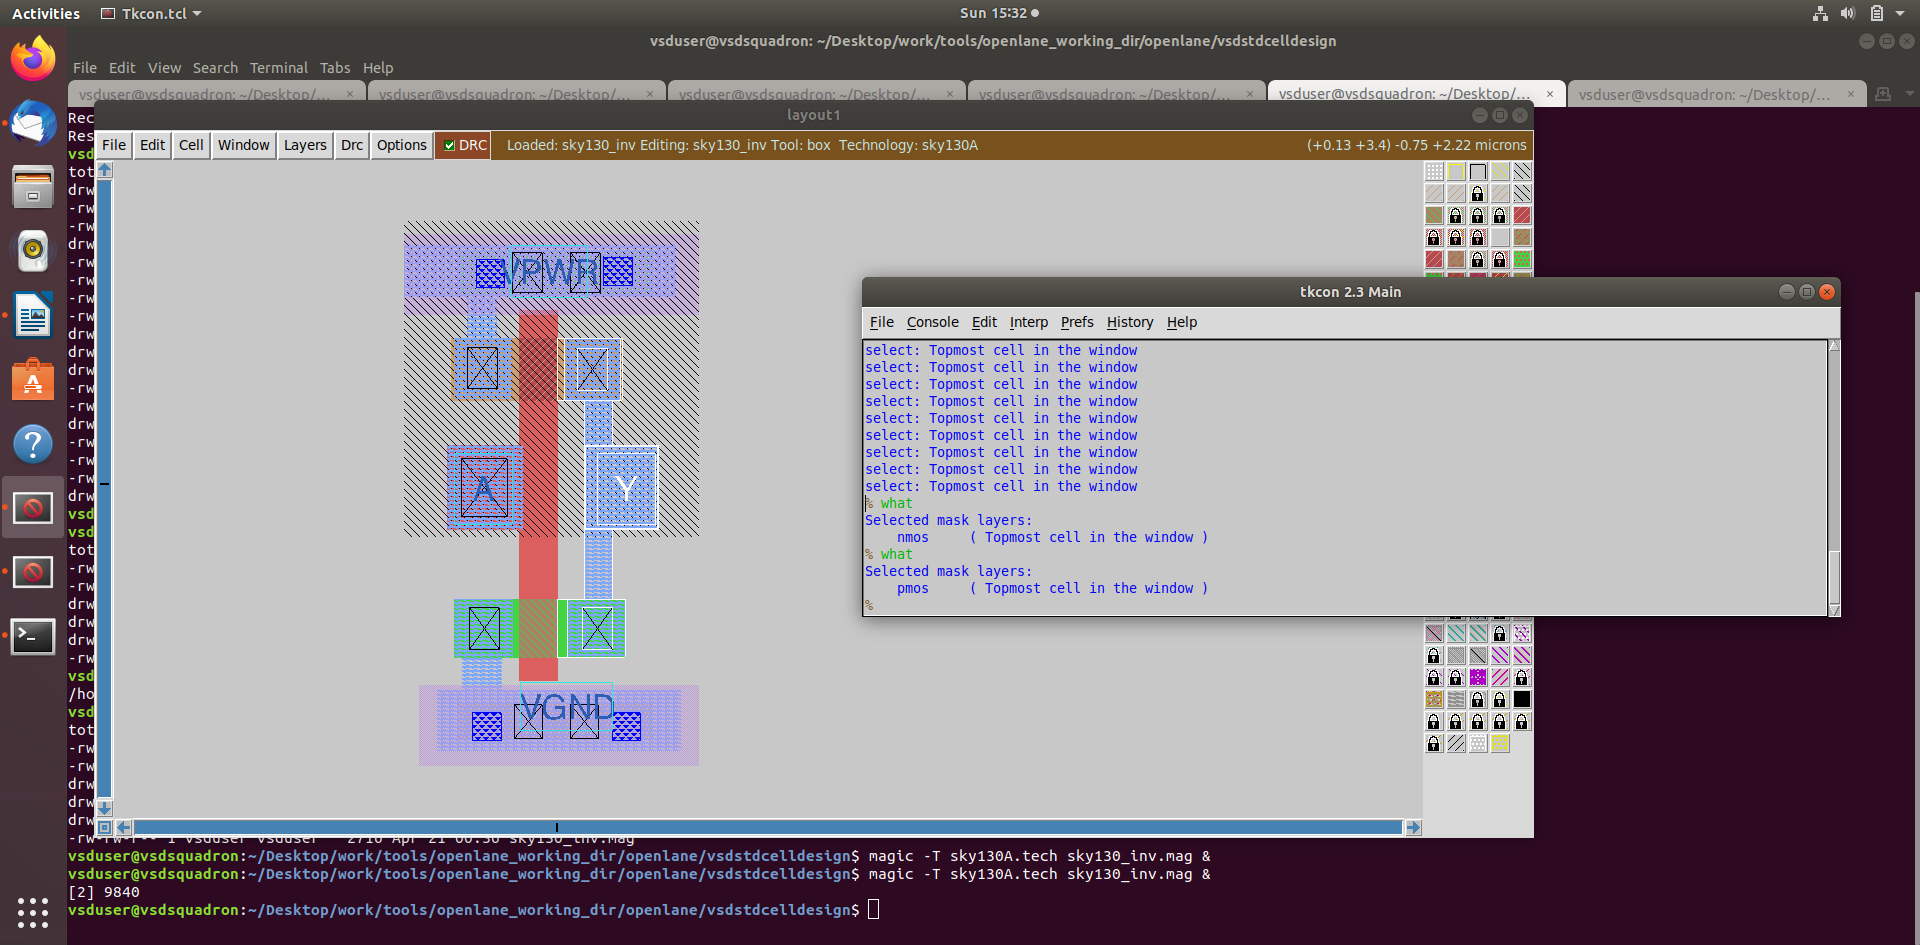 Activities
Tkcon.tcl
Sun 15:32
vsduser@vsdsquadron: ~/Desktop/work/tools/openlane_working_dir/openlane/vsdstdcelldesign
File Edit View Search Terminal Tabs Help
vsduser@vsdsquadron: ~/Desktop/... × vsduser@vsdsquadron: ~/Desktop/... × vsduser@vsdsquadron: ~/Desktop/... × vsduser@vsdsquadron: ~/Desktop/... × vsduser@vsdsquadron: ~/Desktop/... × vsduser@vsdsquadron: ~/Desktop/... ×
Rec
Res
vsd
tot
drw
-rw
-rw
drw
-rw
drw
-rw
-rw
drw
drw
drw
-rw
-rw
drw
-rw
-rw
drw
vsd
vsd
tot
-rw
-rw
drw
drw
drw
-rw
vsd
/ho
vsd
tot
-rw
-rw
drw
drw
drw
layout1
File Edit Cell Window Layers Drc Options DRC Loaded: sky130_inv Editing: sky130_inv Tool: box Technology: sky130A (+0.13 +3.4) -0.75 +2.22 microns
VPWR
A
Y
VGND
tkcon 2.3 Main
File Console Edit Interp Prefs History Help
select: Topmost cell in the window
select: Topmost cell in the window
select: Topmost cell in the window
select: Topmost cell in the window
select: Topmost cell in the window
select: Topmost cell in the window
select: Topmost cell in the window
select: Topmost cell in the window
select: Topmost cell in the window
% what
Selected mask layers:
nmos ( Topmost cell in the window )
% what
Selected mask layers:
pmos ( Topmost cell in the window )
%
-rw-rw-r-- 1 vsduser vsduser 2716 Apr 21 00:30 sky130_inv.mag
vsduser@vsdsquadron:~/Desktop/work/tools/openlane_working_dir/openlane/vsdstdcelldesign$ magic -T sky130A.tech sky130_inv.mag &
vsduser@vsdsquadron:~/Desktop/work/tools/openlane_working_dir/openlane/vsdstdcelldesign$ magic -T sky130A.tech sky130_inv.mag &
[2] 9840
vsduser@vsdsquadron:~/Desktop/work/tools/openlane_working_dir/openlane/vsdstdcelldesign$